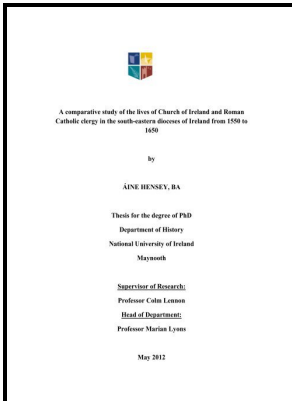 A comparative study of the lives of Church of Ireland and Roman
Catholic clergy in the south-eastern dioceses of Ireland from 1550 to
1650
by
ÁINE HENSEY, BA
Thesis for the degree of PhD
Department of History
National University of Ireland
Maynooth
Supervisor of Research:
Professor Colm Lennon
Head of Department:
Professor Marian Lyons
May 2012